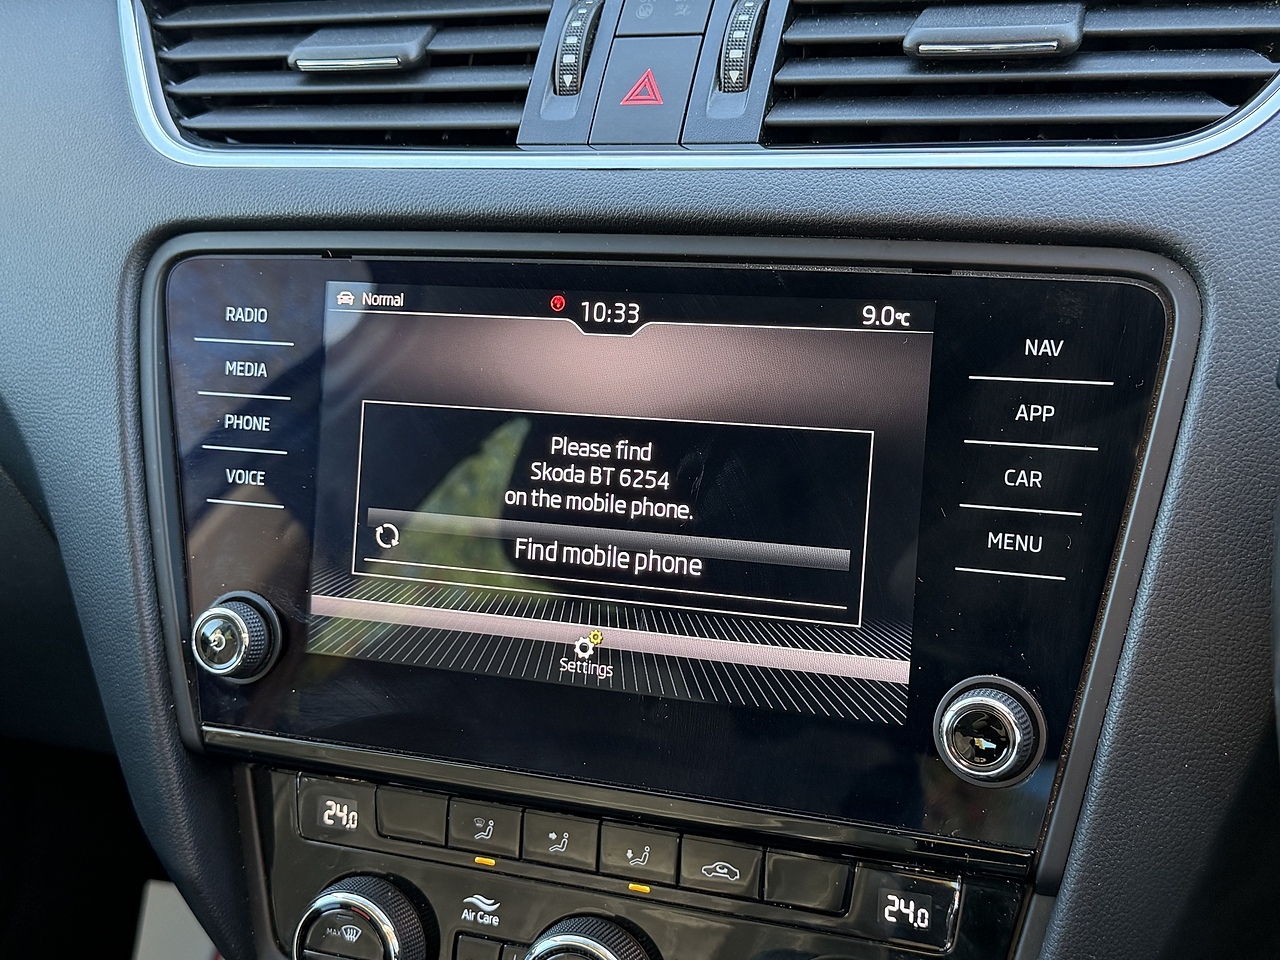 Normal
10:33
9.0°C
RADIO
MEDIA
PHONE
VOICE
NAV
APP
CAR
MENU
Please find
Skoda BT 6254
on the mobile phone.
Find mobile phone
Settings
24.0
24.0
Air Care
MAX